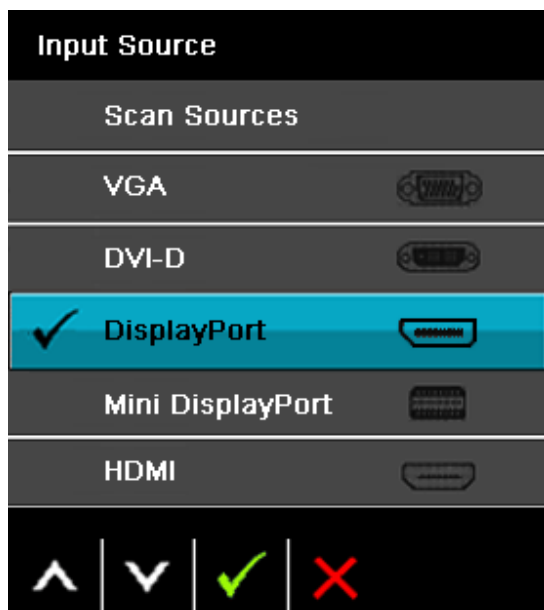 Input Source
Scan Sources
VGA
DVI-D
DisplayPort
Mini DisplayPort
HDMI